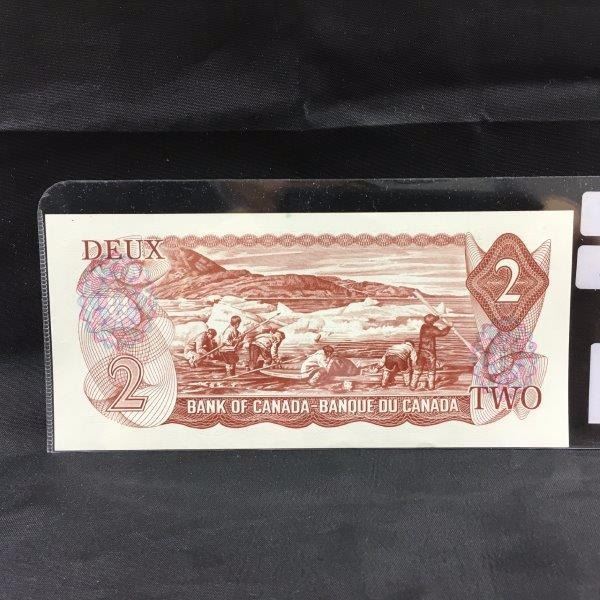 DEUX
2
2
BANK OF CANADA-BANQUE DU CANADA
TWO